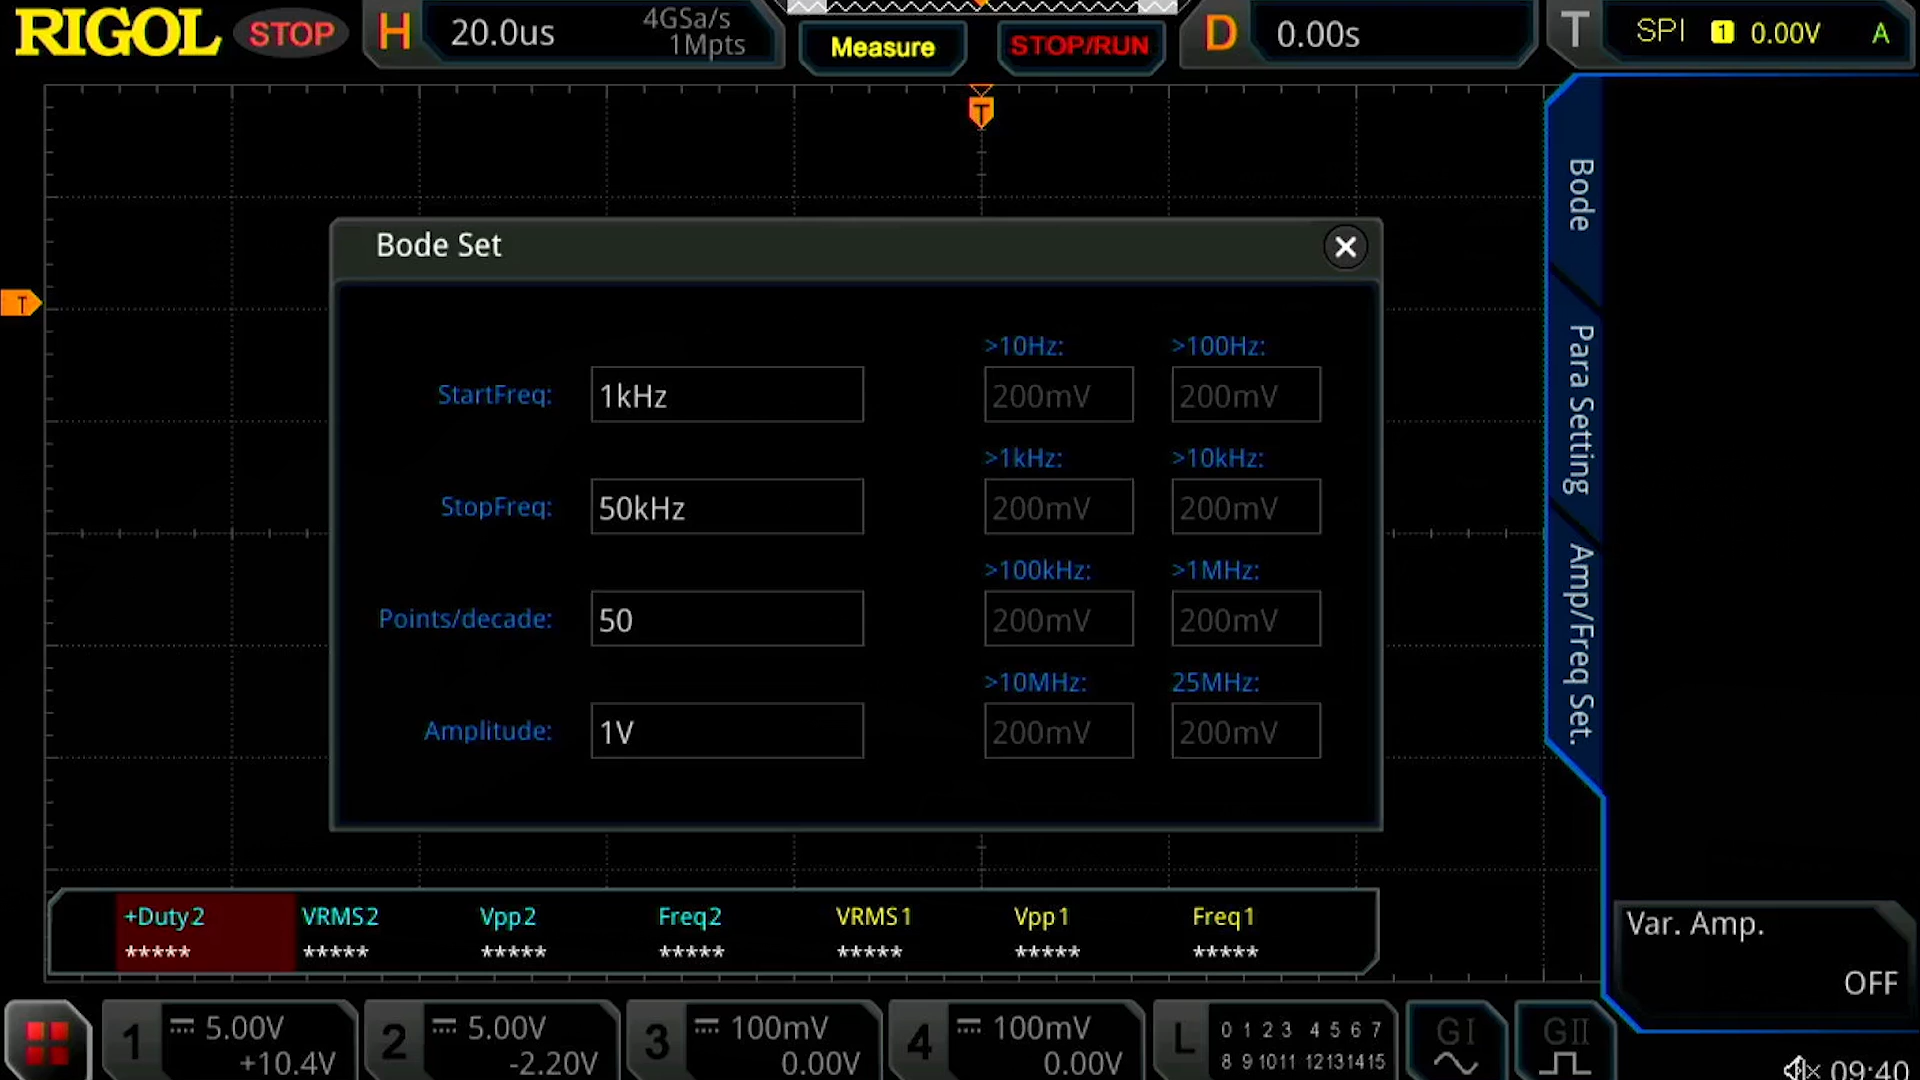 RIGOL STOP H 20.0us 4GSa/s 1Mpts Measure STOP/RUN D 0.00s T SPI 1 0.00V A
T
T
Bode Set
StartFreq: 1kHz
StopFreq: 50kHz
Points/decade: 50
Amplitude: 1V
>10Hz: >100Hz:
200mV 200mV
>1kHz: >10kHz:
200mV 200mV
>100kHz: >1MHz:
200mV 200mV
>10MHz: 25MHz:
200mV 200mV
Bode
Para Setting
Amp/Freq Set.
Var. Amp.
OFF
+Duty2 VRMS2 Vpp2 Freq2 VRMS1 Vpp1 Freq1
***** ***** ***** ***** ***** ***** *****
1 5.00V +10.4V
2 5.00V -2.20V
3 100mV 0.00V
4 100mV 0.00V
L 0 1 2 3 4 5 6 7
8 9 10 11 12 13 14 15
GI
GII
09:40